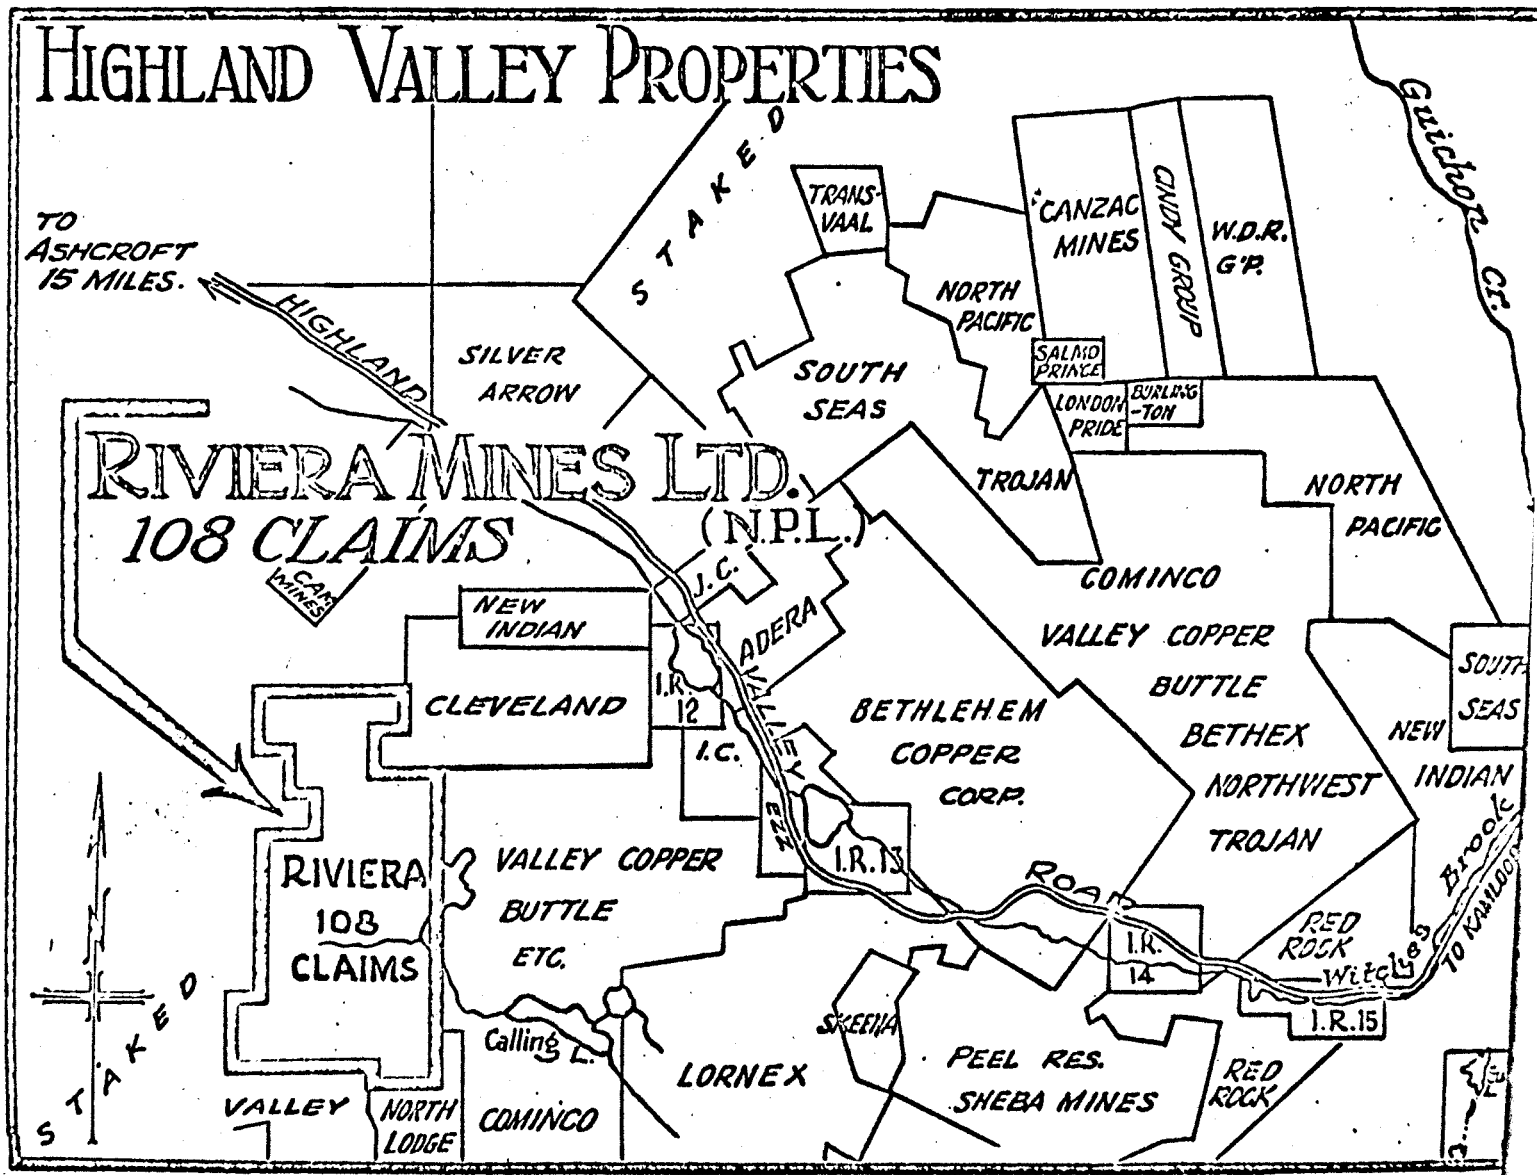 HIGHLAND VALLEY PROPERTIES
TO
ASHCROFT
15 MILES.
STAKED
TRANS-
VAAL
CANZAC
MINES
CINDY GROUP
W.D.R.
G'P.
Guichon Cr.
HIGHLAND
SILVER
ARROW
NORTH
PACIFIC
SOUTH
SEAS
SALMO
PRINCE
LONDON
PRIDE
BURLING
-TON
RIVIERA MINES LTD.
(N.P.L.)
108 CLAIMS
TROJAN
NORTH
PACIFIC
CAM
MINES
J.C.
NEW
INDIAN
ADERA
COMINCO
VALLEY COPPER
BUTTLE
BETHEX
NORTHWEST
TROJAN
CLEVELAND
I.R.
12
I.C.
VALLEY
BETHLEHEM
COPPER
CORP.
SOUTH
SEAS
NEW
INDIAN
EZZ
I.R. 13
RIVIERA
108
CLAIMS
VALLEY COPPER
BUTTLE
ETC.
ROAD
I.R.
14
RED
ROCK
Witches Brook
TO KAMLOOPS
I.R. 15
STAKED
Calling L.
SKEENA
LORNEX
PEEL RES.
SHEBA MINES
RED
ROCK
VALLEY
NORTH
LODGE
COMINCO